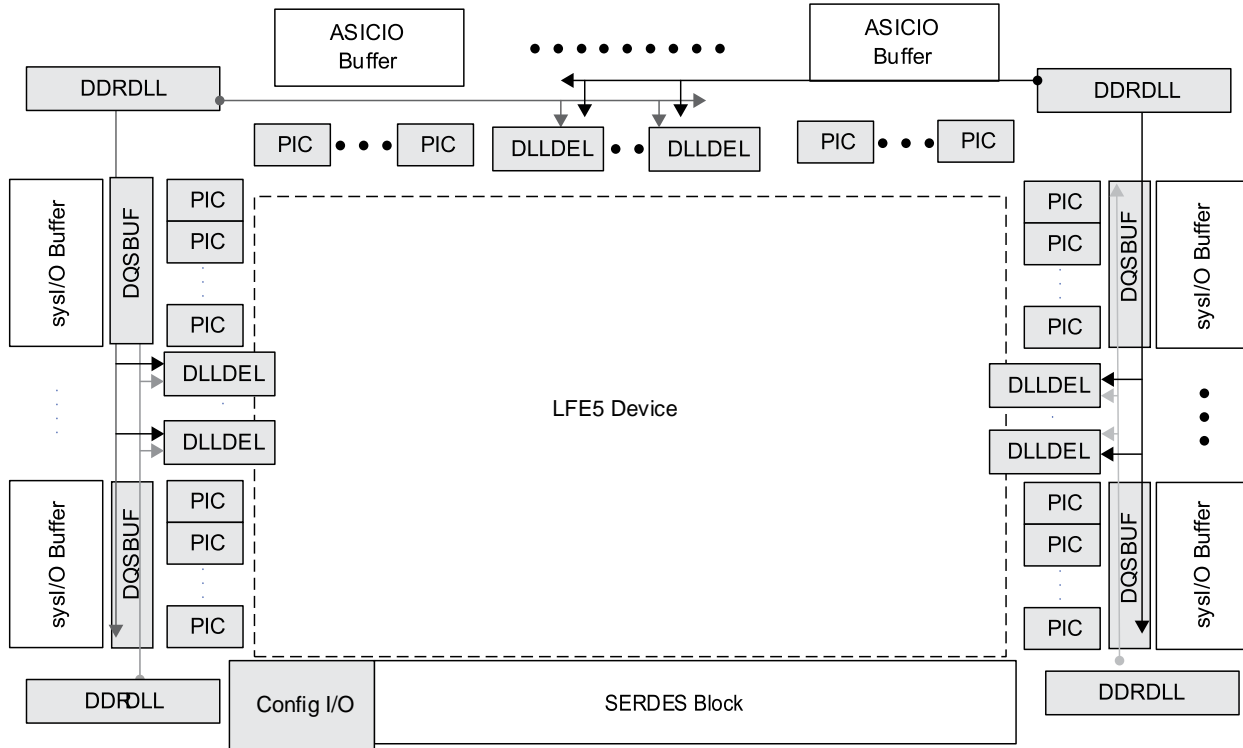 ASICIO
Buffer
ASICIO
Buffer
DDRDLL
DDRDLL
PIC
PIC
DLLDEL
DLLDEL
PIC
PIC
sysI/O Buffer
DQSBUF
PIC
PIC
PIC
DLLDEL
DLLDEL
sysI/O Buffer
DQSBUF
PIC
PIC
PIC
DDRDLL
LFE5 Device
PIC
PIC
PIC
DQSBUF
sysI/O Buffer
DLLDEL
DLLDEL
PIC
PIC
PIC
DQSBUF
sysI/O Buffer
DDRDLL
Config I/O
SERDES Block